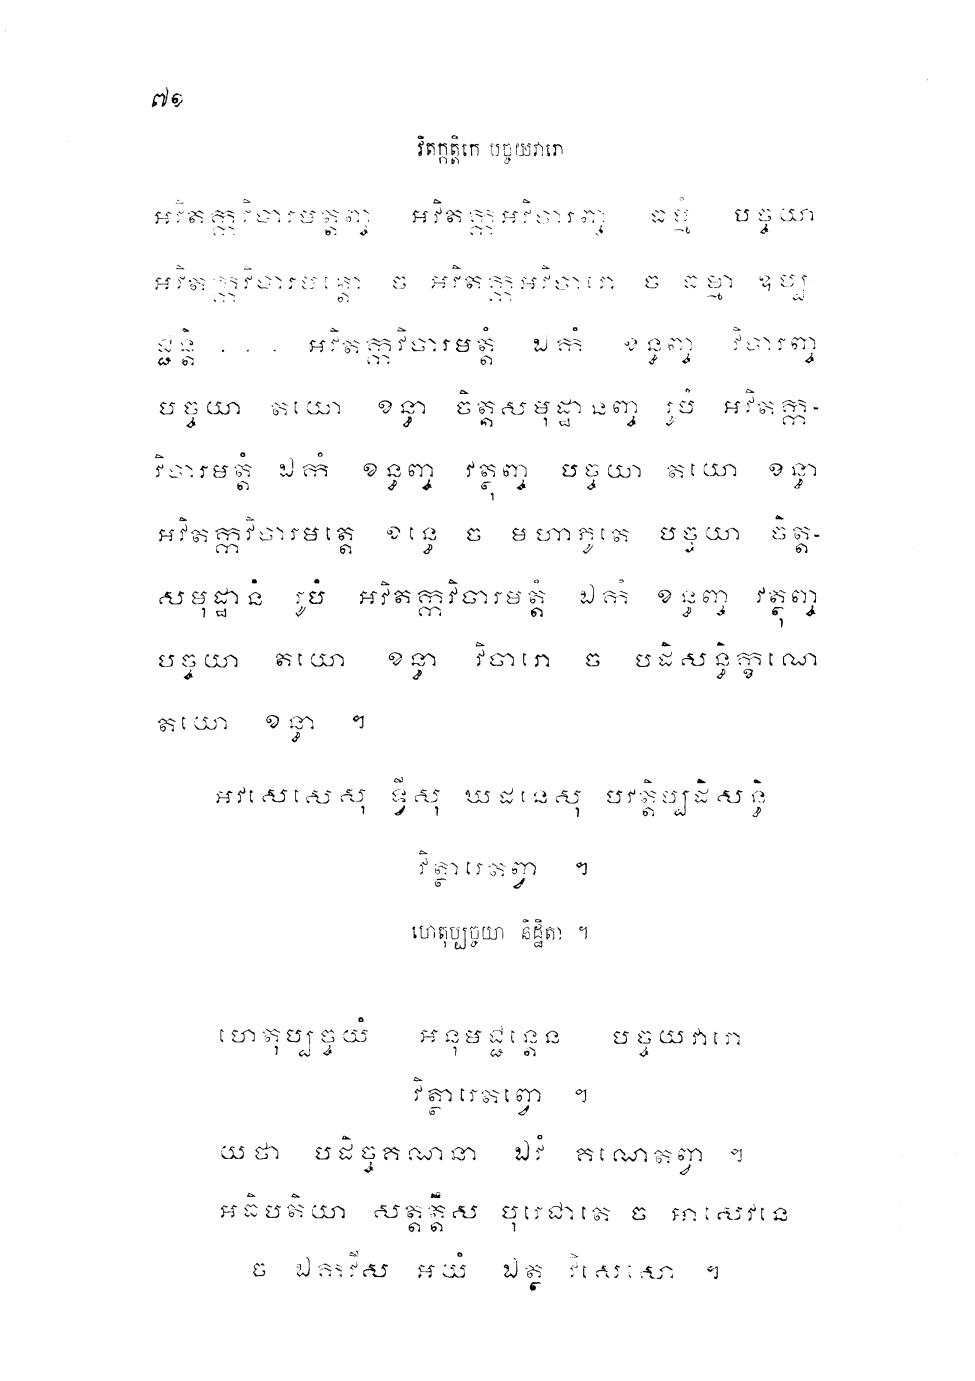 ៧១
វិតក្កត្តិកេ បច្ចយវារោ
អវិតក្កវិចារមត្តញ្ច អវិតក្កអវិចារញ្ច ធម្មំ បច្ចយា
អវិតក្កវិចារមត្តោ ច អវិតក្កអវិចារោ ច ធម្មា ឧប្ប-
ជ្ជន្តិ . . . អវិតក្កវិចារមត្តំ ឯកំ ខន្ធញ្ច វិចារញ្ច
បច្ចយា តយោ ខន្ធា ចិត្តសមុដ្ឋានញ្ច រូបំ អវិតក្ក-
វិចារមត្តំ ឯកំ ខន្ធញ្ច វត្ថុញ្ច បច្ចយា តយោ ខន្ធា
អវិតក្កវិចារមត្តេ ខន្ធេ ច មហាភូតេ បច្ចយា ចិត្ត-
សមុដ្ឋានំ រូបំ អវិតក្កវិចារមត្តំ ឯកំ ខន្ធញ្ច វត្ថុញ្ច
បច្ចយា តយោ ខន្ធា វិចារោ ច បដិសន្ធិក្ខណេ
តយោ ខន្ធា ។
អវសេសេសុ ទ្វីសុ ឃដនេសុ បវត្តិប្បដិសន្ធិ
វិត្ថារេតញ្វា ។
ហេតុប្បច្ចយា និដ្ឋិតា ។
ហេតុប្បច្ចយំ អនុមជ្ជន្តេន បច្ចយវារោ
វិត្ថារេតញ្វោ ។
យថា បដិច្ចគណនា ឯវំ គណេតញ្វា ។
អធិបតិយា សត្តត្តឹស បុរេជាតេ ច អាសេវនេ
ច ឯកវីស អយំ ឯត្ថ វិសេសោ ។